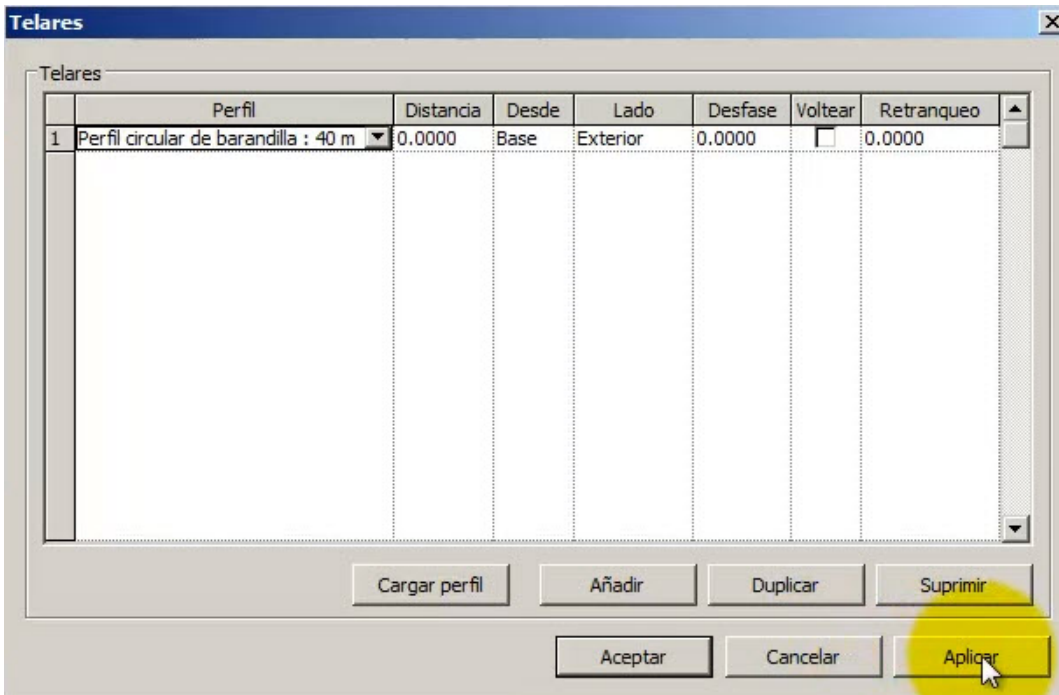 Telares
Telares
Perfil Distancia Desde Lado Desfase Voltear Retranqueo
1 Perfil circular de barandilla : 40 m 0.0000 Base Exterior 0.0000 0.0000
Cargar perfil Añadir Duplicar Suprimir
Aceptar Cancelar Aplicar